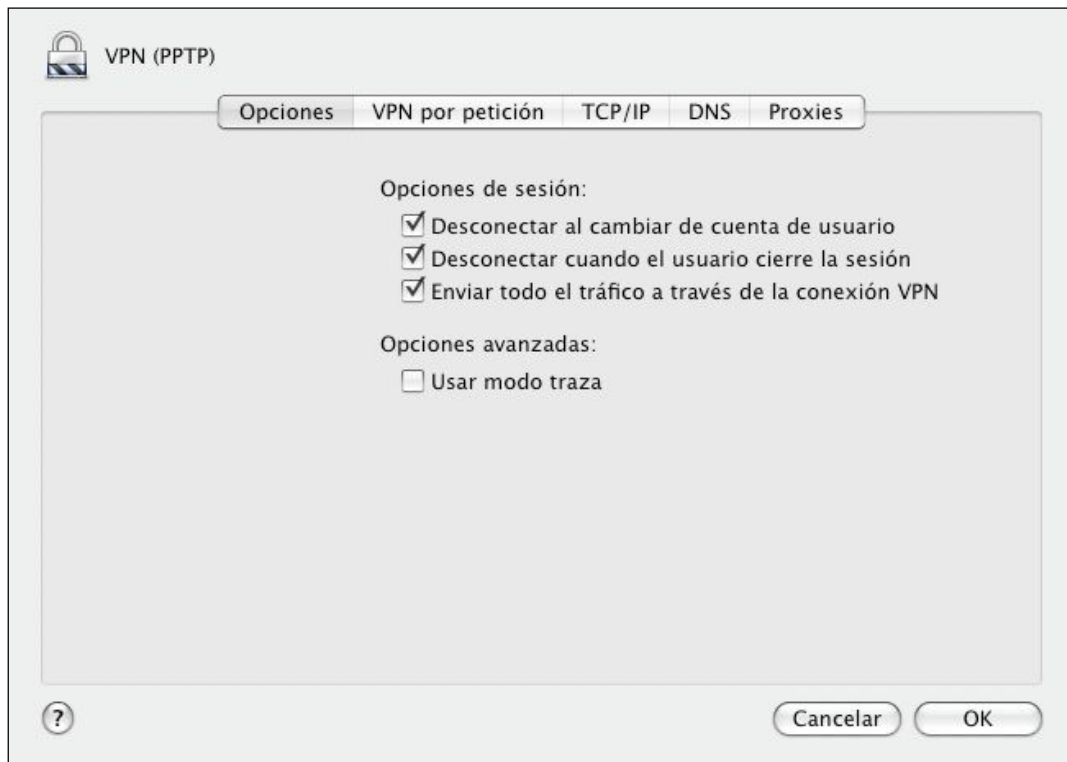 VPN (PPTP)
Opciones VPN por petición TCP/IP DNS Proxies
Opciones de sesión:
Desconectar al cambiar de cuenta de usuario
Desconectar cuando el usuario cierre la sesión
Enviar todo el tráfico a través de la conexión VPN
Opciones avanzadas:
Usar modo traza
? Cancelar OK